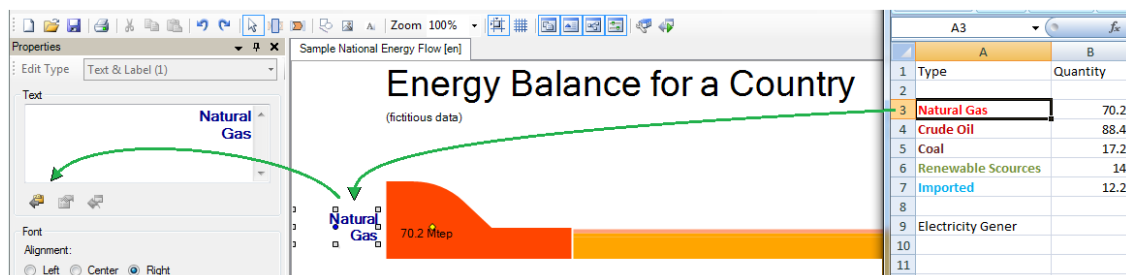 Zoom 100%
A3
fx
Properties
Sample National Energy Flow [en]
A B
Edit Type Text & Label (1)
1 Type Quantity
Text
Energy Balance for a Country
2
Natural
Gas
(fictitious data)
3 Natural Gas 70.2
4 Crude Oil 88.4
5 Coal 17.2
6 Renewable Scources 14
7 Imported 12.2
8
Natural
Gas
70.2 Mtep
9 Electricity Gener
Font
10
Alignment:
11
Left Center Right